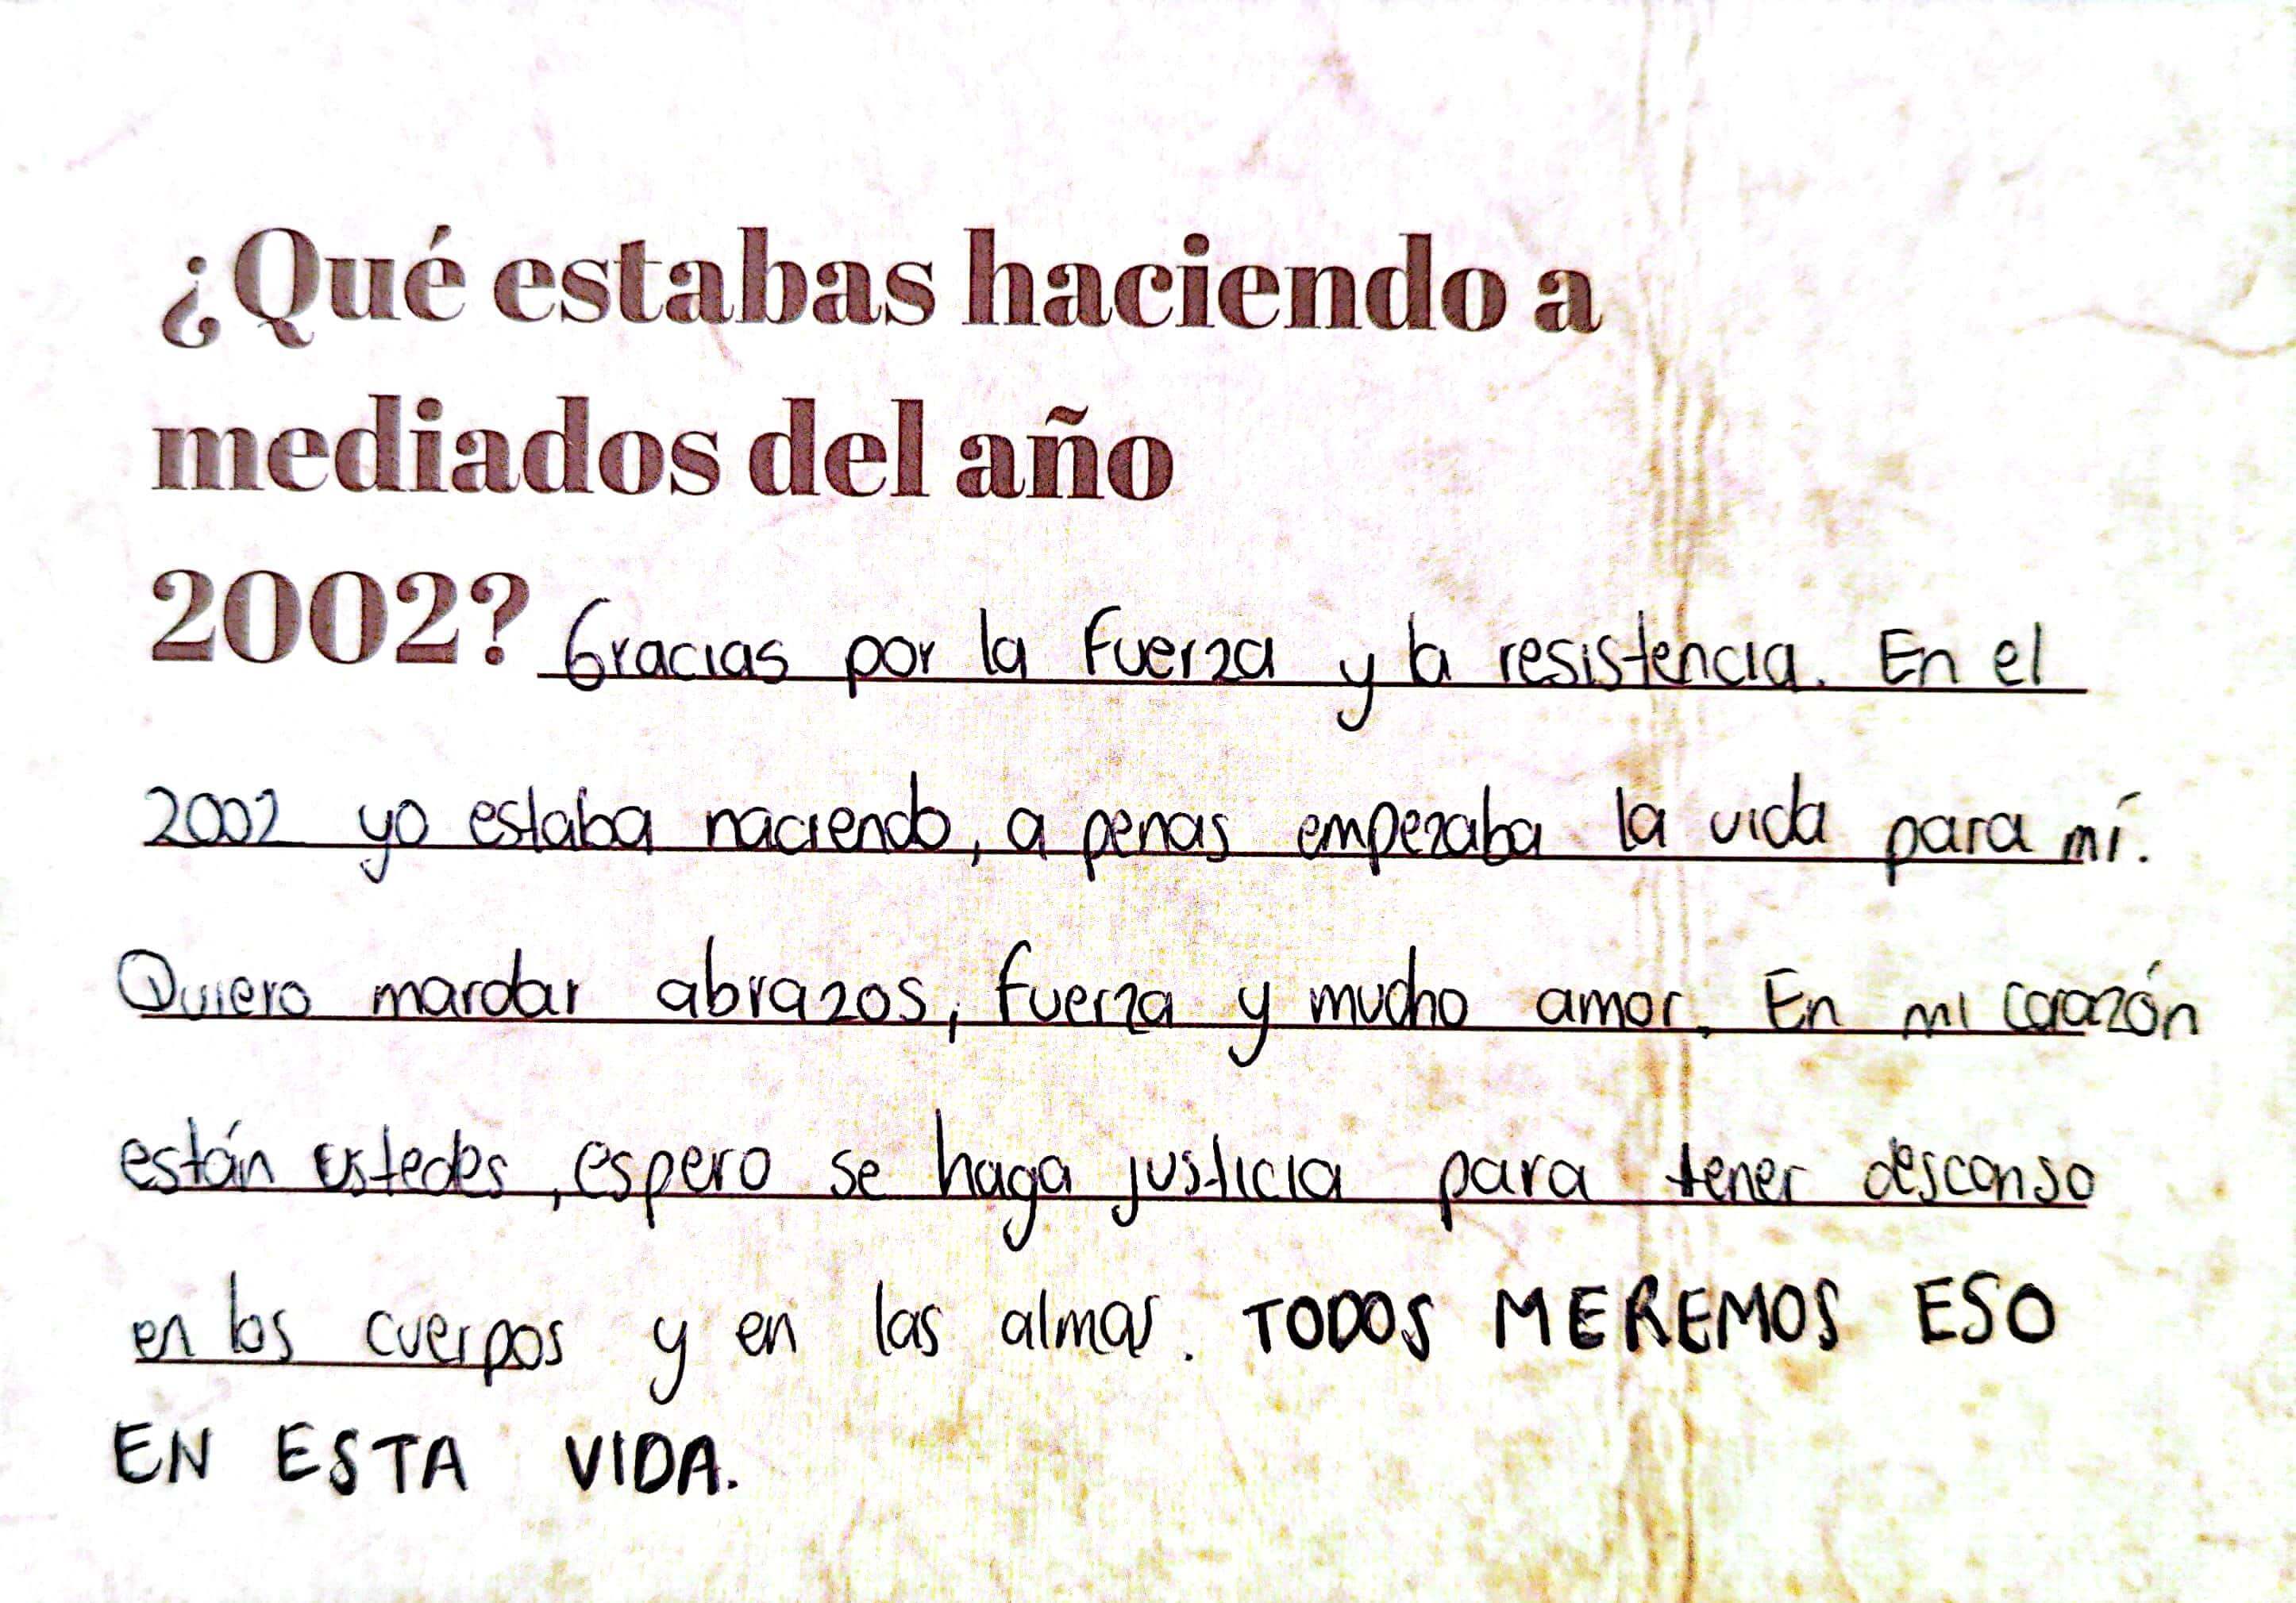 ¿Qué estabas haciendo a
mediados del año
2002? Gracias por la fuerza y la resistencia. En el
2002 yo estaba naciendo, a penas empezaba la vida para mí.
Quiero mandar abrazos, fuerza y mucho amor. En mi corazón
están ustedes, espero se haga justicia para tener descanso
en los cuerpos y en las almas. TODOS MEREMOS ESO
EN ESTA VIDA.